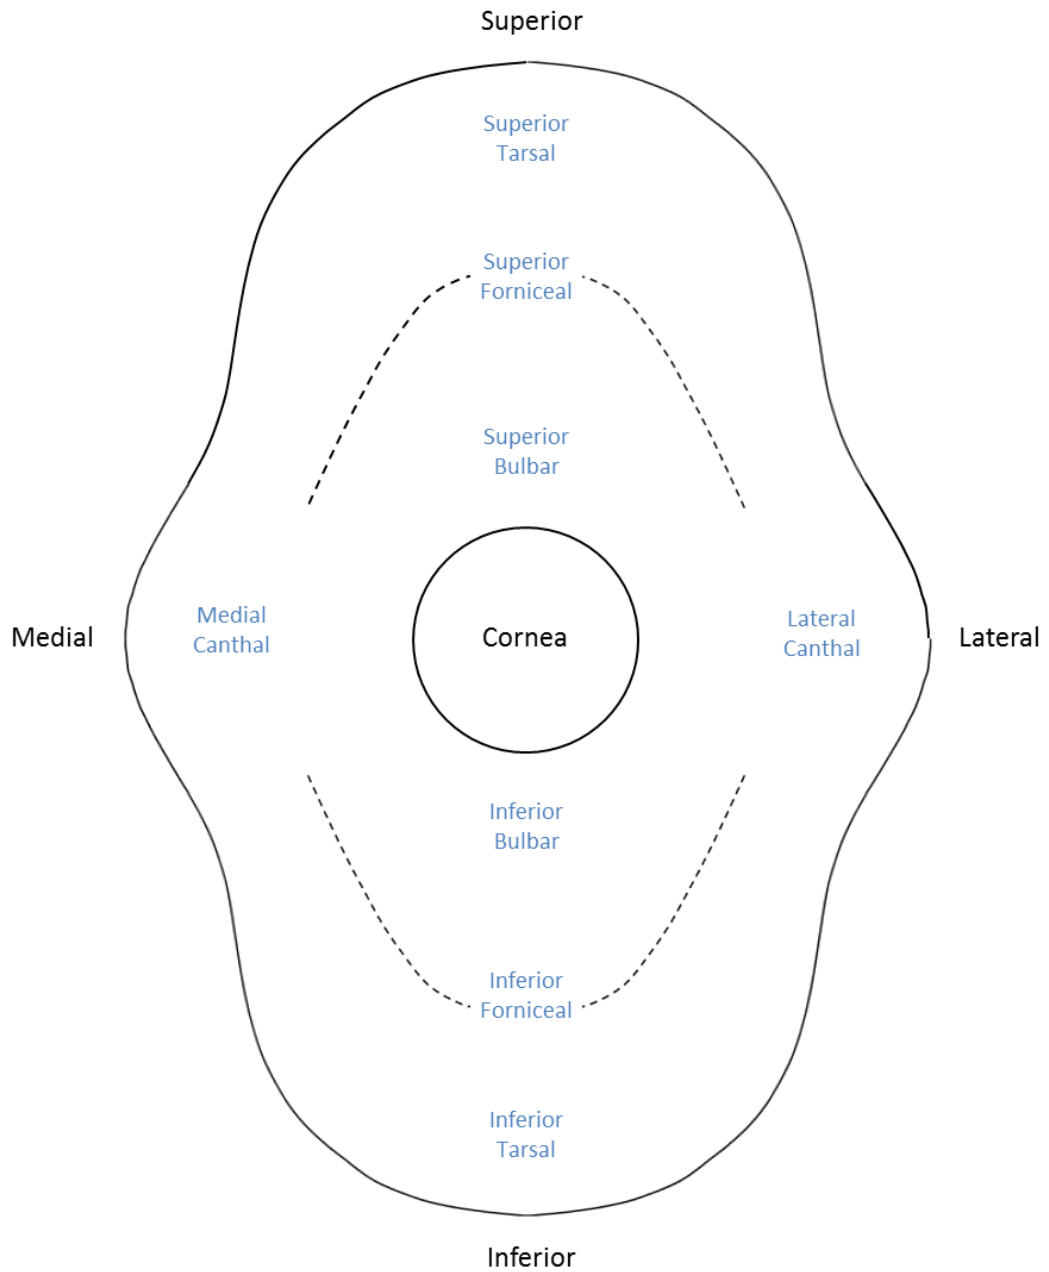 Superior
Superior
Tarsal
Superior
Forniceal
Superior
Bulbar
Medial
Medial
Canthal
Cornea
Lateral
Canthal
Lateral
Inferior
Bulbar
Inferior
Forniceal
Inferior
Tarsal
Inferior